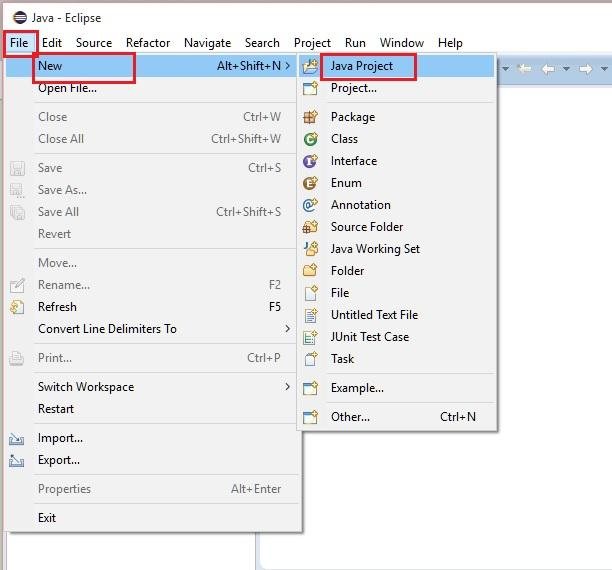 Java - Eclipse
File Edit Source Refactor Navigate Search Project Run Window Help
New Alt+Shift+N >
Open File...
Close Ctrl+W
Close All Ctrl+Shift+W
Save Ctrl+S
Save As...
Save All Ctrl+Shift+S
Revert
Move...
Rename... F2
Refresh F5
Convert Line Delimiters To >
Print... Ctrl+P
Switch Workspace >
Restart
Import...
Export...
Properties Alt+Enter
Exit
Java Project
Project...
Package
Class
Interface
Enum
Annotation
Source Folder
Java Working Set
Folder
File
Untitled Text File
JUnit Test Case
Task
Example...
Other... Ctrl+N